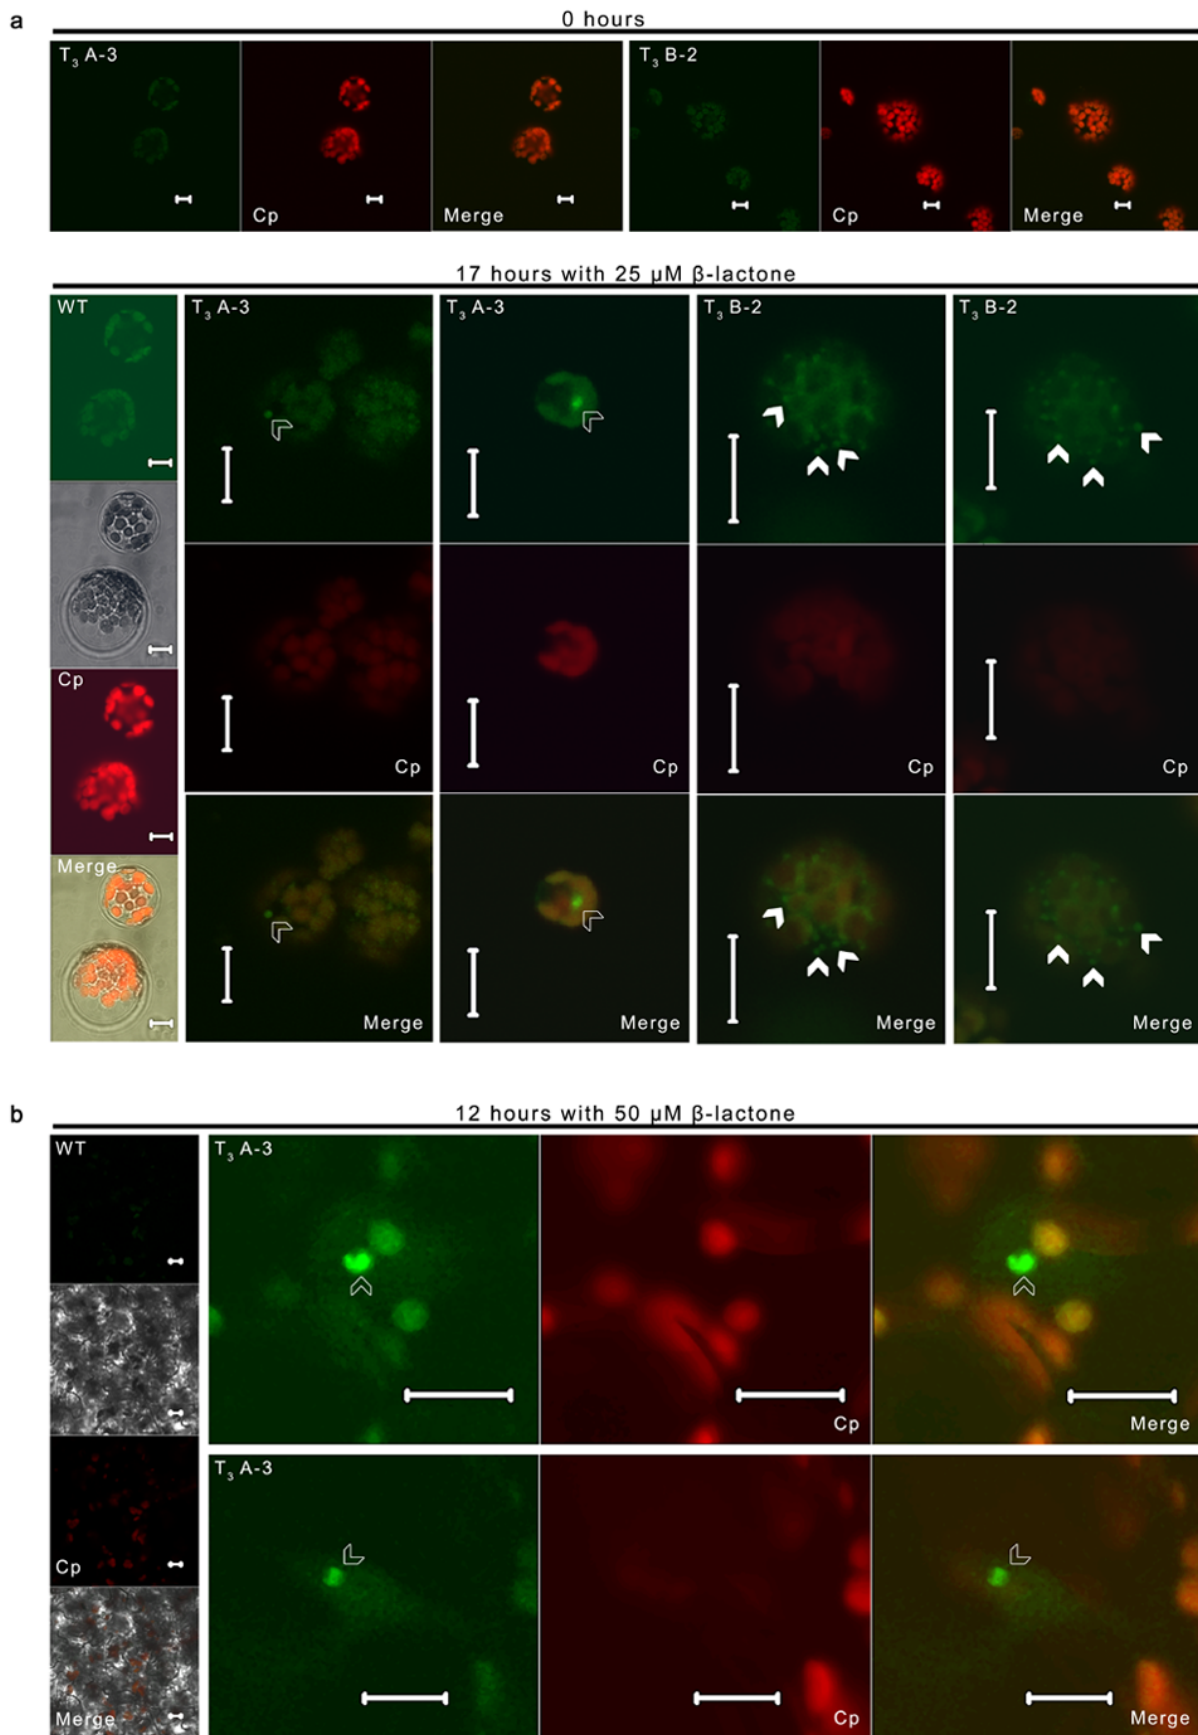 a
0 hours
T3 A-3
Cp
Merge
T3 B-2
Cp
Merge
17 hours with 25 µM β-lactone
WT
Cp
Merge
T3 A-3
T3 A-3
T3 B-2
T3 B-2
Cp
Cp
Cp
Cp
Merge
Merge
Merge
Merge
b
12 hours with 50 µM β-lactone
WT
Cp
Merge
T3 A-3
Cp
Merge
T3 A-3
Cp
Merge